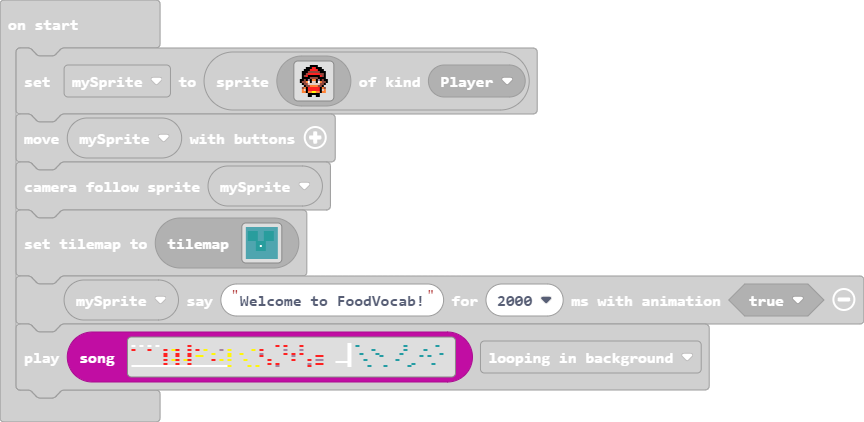 on start
set mySprite to sprite of kind Player
move mySprite with buttons
camera follow sprite mySprite
set tilemap to tilemap
mySprite say "Welcome to FoodVocab!" for 2000 ms with animation true
play song looping in background